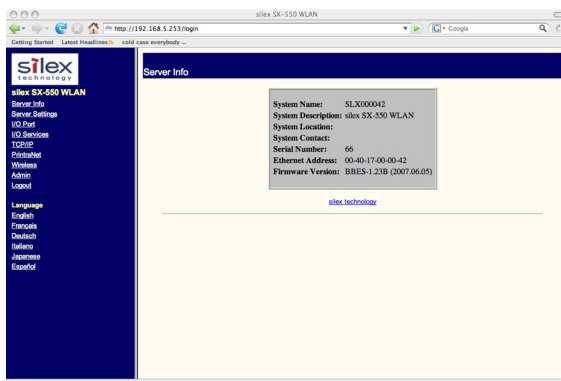 silex SX-550 WLAN
http://192.168.5.253/login
Google
Getting Started Latest Headlines cold case everybody ...
silex
technology
silex SX-550 WLAN
Server Info
Server Settings
I/O Port
I/O Services
TCP/IP
PrintraNet
Wireless
Admin
Logout
Language
English
Français
Deutsch
Italiano
Japanese
Español
Server Info
System Name: SLX000042
System Description: silex SX-550 WLAN
System Location:
System Contact:
Serial Number: 66
Ethernet Address: 00-40-17-00-00-42
Firmware Version: BBES-1.23B (2007.06.05)
silex technology